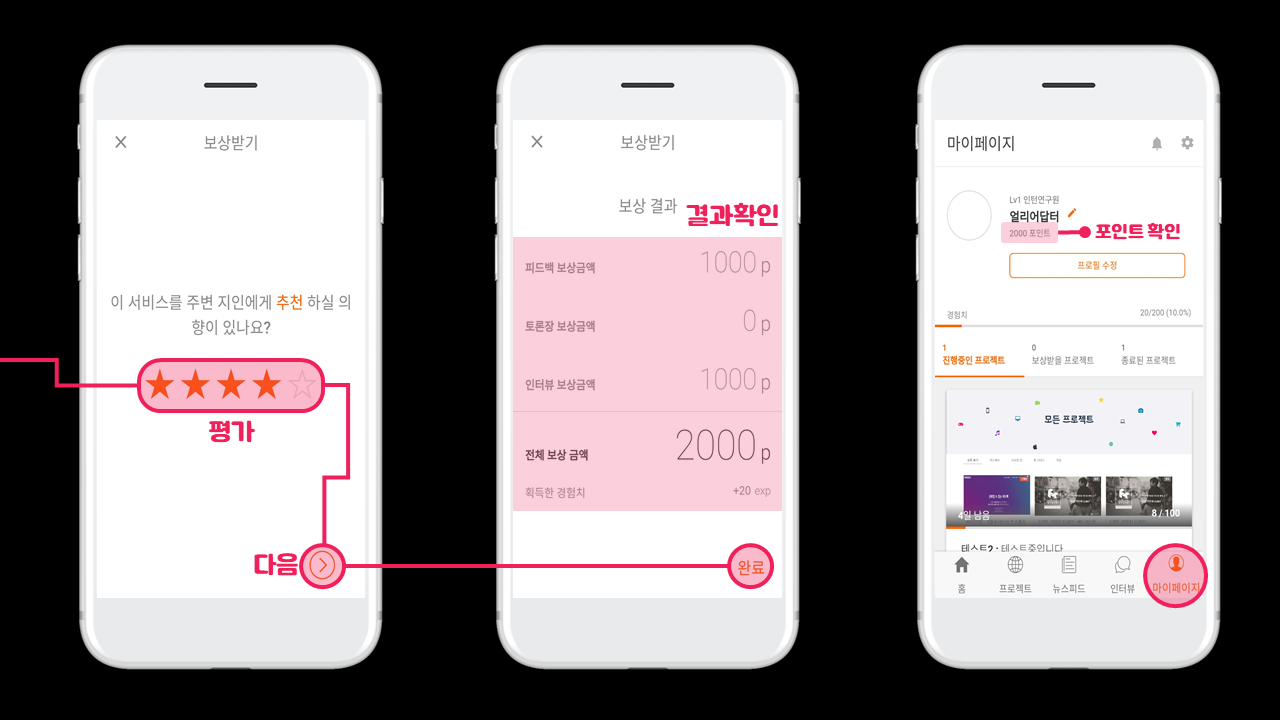 보상받기
이 서비스를 주변 지인에게 추천 하실 의
향이 있나요?
평가
다음
보상받기
보상 결과
결과확인
피드백 보상금액 1000 p
토론장 보상금액 0 p
인터뷰 보상금액 1000 p
전체 보상 금액 2000 p
획득한 경험치 +20 exp
완료
마이페이지
Lv1 인턴연구원
얼리어답터
2000 포인트
포인트 확인
프로필 수정
경험치 20/200 (10.0%)
1 0 1
진행중인 프로젝트 보상받을 프로젝트 종료된 프로젝트
모든 프로젝트
4일 남음 8 / 100
테스트2 : 테스트중입니다
홈 프로젝트 뉴스피드 인터뷰 마이페이지